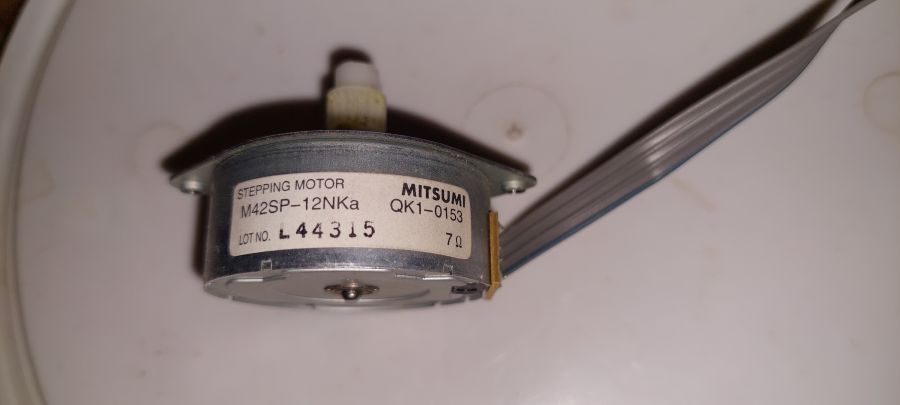 STEPPING MOTOR MITSUMI
M42SP-12NKa QK1-0153
LOT NO. L44315 7Ω